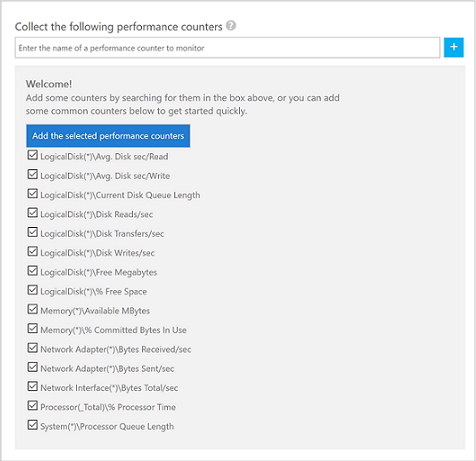 Collect the following performance counters ?
Enter the name of a performance counter to monitor
+
Welcome!
Add some counters by searching for them in the box above, or you can add
some common counters below to get started quickly.
Add the selected performance counters
LogicalDisk(*)\Avg. Disk sec/Read
LogicalDisk(*)\Avg. Disk sec/Write
LogicalDisk(*)\Current Disk Queue Length
LogicalDisk(*)\Disk Reads/sec
LogicalDisk(*)\Disk Transfers/sec
LogicalDisk(*)\Disk Writes/sec
LogicalDisk(*)\Free Megabytes
LogicalDisk(*)\% Free Space
Memory(*)\Available MBytes
Memory(*)\% Committed Bytes In Use
Network Adapter(*)\Bytes Received/sec
Network Adapter(*)\Bytes Sent/sec
Network Interface(*)\Bytes Total/sec
Processor(_Total)\% Processor Time
System(*)\Processor Queue Length